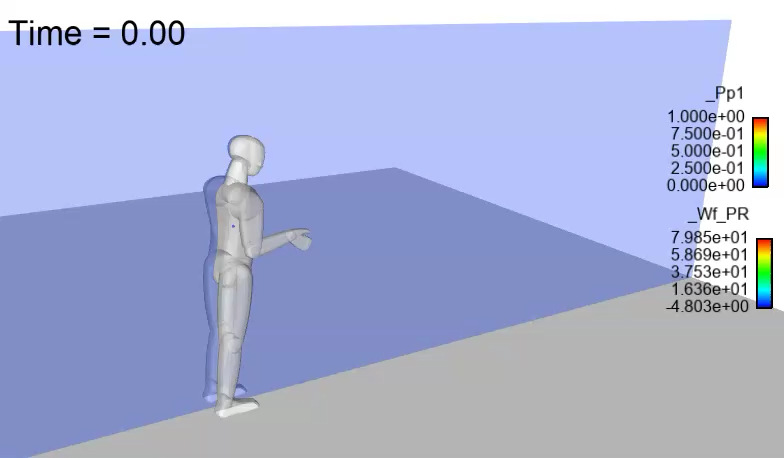 Time = 0.00
_Pp1
1.000e+00
7.500e-01
5.000e-01
2.500e-01
0.000e+00
_Wf_PR
7.985e+01
5.869e+01
3.753e+01
1.636e+01
-4.803e+00